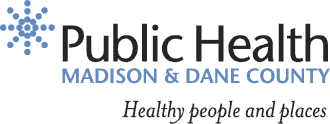 Public Health
MADISON & DANE COUNTY
Healthy people and places